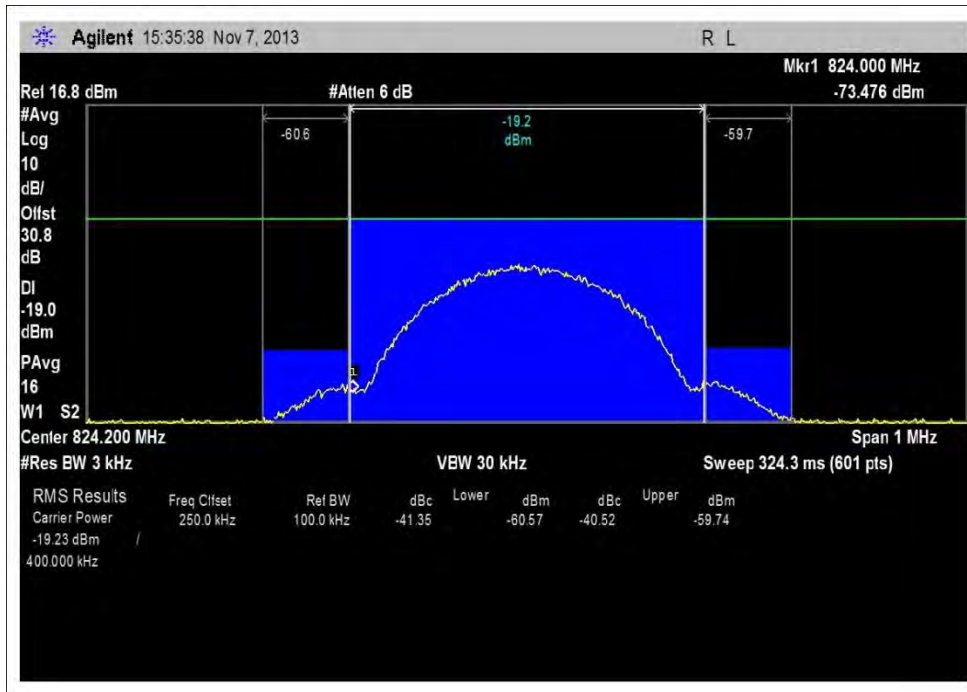 Agilent 15:35:38 Nov 7, 2013 R L
Mkr1 824.000 MHz
Ref 16.8 dBm #Atten 6 dB -73.476 dBm
#Avg
Log
10
dB/
Offst
30.8
dB
DI
-19.0
dBm
PAvg
16
W1 S2
-60.6
-19.2
dBm
-59.7
1
Center 824.200 MHz Span 1 MHz
#Res BW 3 kHz VBW 30 kHz Sweep 324.3 ms (601 pts)
RMS Results Freq Offset Ref BW dBc Lower dBm dBc Upper dBm
Carrier Power 250.0 kHz 100.0 kHz -41.35 -60.57 -40.52 -59.74
-19.23 dBm /
400.000 kHz